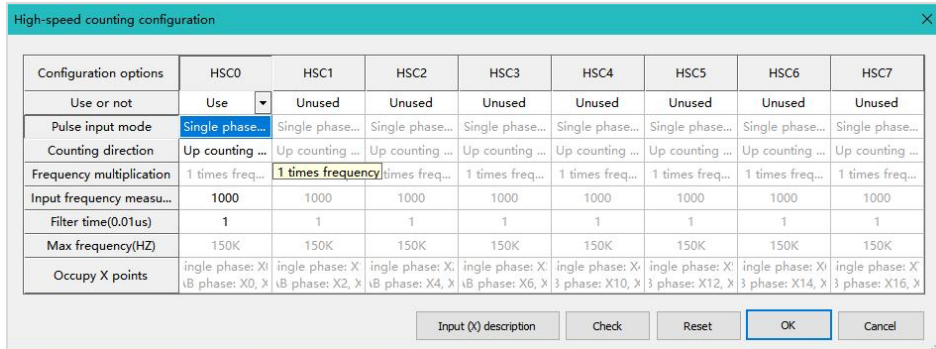 High-speed counting configuration
Configuration options HSC0 HSC1 HSC2 HSC3 HSC4 HSC5 HSC6 HSC7
Use or not Use Unused Unused Unused Unused Unused Unused Unused
Pulse input mode Single phase... Single phase... Single phase... Single phase... Single phase... Single phase... Single phase... Single phase...
Counting direction Up counting ... Up counting ... Up counting ... Up counting ... Up counting ... Up counting ... Up counting ... Up counting ...
Frequency multiplication 1 times freq... 1 times frequency times freq... 1 times freq... 1 times freq... 1 times freq... 1 times freq... 1 times freq...
Input frequency measu... 1000 1000 1000 1000 1000 1000 1000 1000
Filter time(0.01us) 1 1 1 1 1 1 1 1
Max frequency(HZ) 150K 150K 150K 150K 150K 150K 150K 150K
Occupy X points
ingle phase: X ingle phase: X ingle phase: X ingle phase: X ingle phase: X ingle phase: X ingle phase: X ingle phase: X
B phase: X0, X B phase: X2, X B phase: X4, X B phase: X6, X phase: X10, X phase: X12, X phase: X14, X phase: X16, X
Input (X) description Check Reset OK Cancel